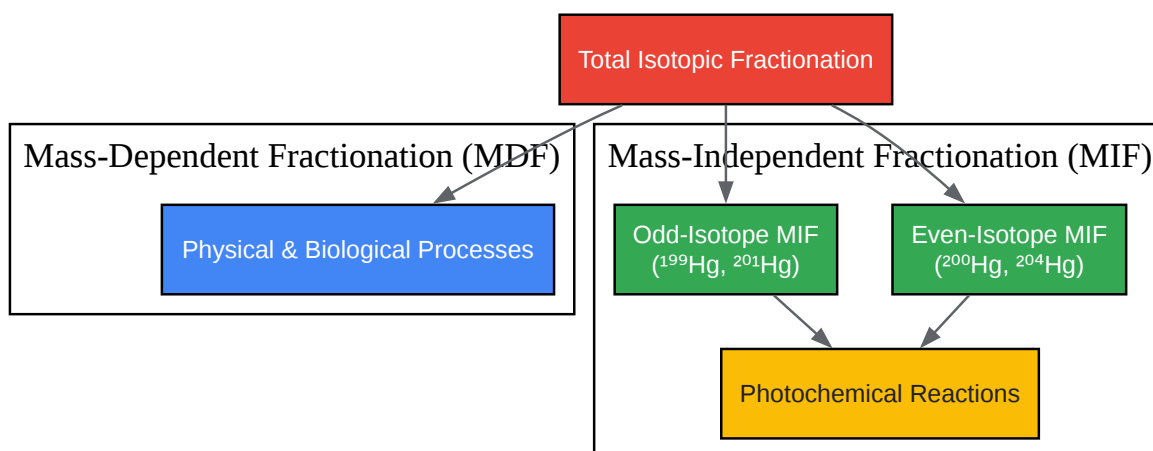 Total Isotopic Fractionation
Mass-Dependent Fractionation (MDF)
Mass-Independent Fractionation (MIF)
Physical & Biological Processes
Odd-Isotope MIF
(¹⁹⁹Hg, ²⁰¹Hg)
Even-Isotope MIF
(²⁰⁰Hg, ²⁰⁴Hg)
Photochemical Reactions